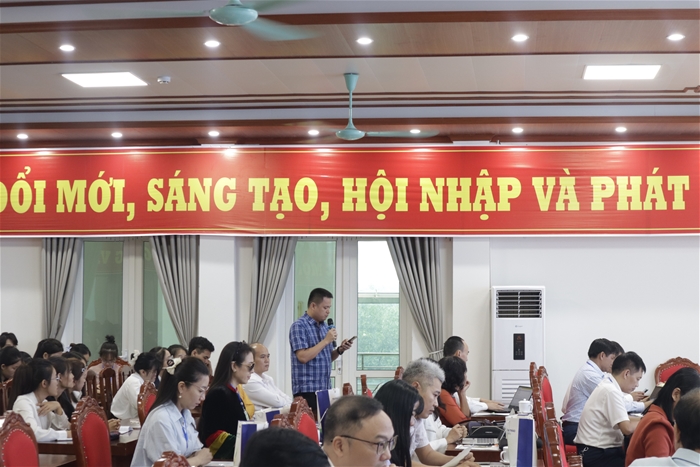 ĐỔI MỚI, SÁNG TẠO, HỘI NHẬP VÀ PHÁT